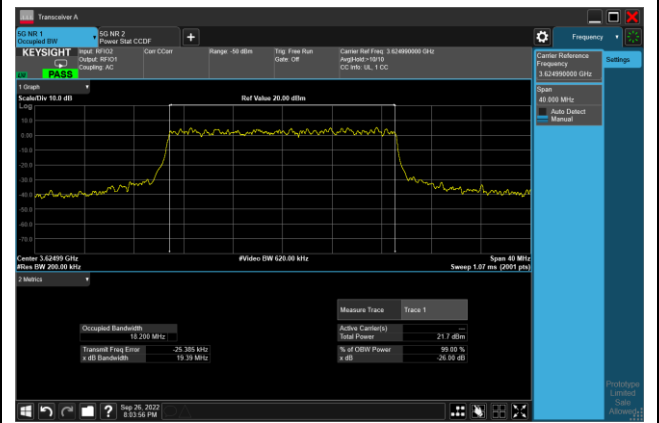 Transceiver A
5G NR 1
Occupied BW
5G NR 2
Power Stat CCDF
Frequency
KEYSIGHT
Input: RFIO2
Output: RFIO1
Coupling: AC
Corr CCorr
Range: -50 dBm
Trig: Free Run
Gate: Off
Carrier Ref Freq: 3.624990000 GHz
Avg|Hold:>10/10
CC Info: UL, 1 CC
PASS
Carrier Reference
Frequency
3.624990000 GHz
Settings
Span
40.000 MHz
Auto Detect
Manual
1 Graph
Scale/Div 10.0 dB
Ref Value 20.00 dBm
Log
10.0
0.00
-10.0
-20.0
-30.0
-40.0
-50.0
-60.0
-70.0
Center 3.62499 GHz
#Video BW 620.00 kHz
Span 40 MHz
#Res BW 200.00 kHz
Sweep 1.07 ms (2001 pts)
2 Metrics
Measure Trace
Trace 1
Occupied Bandwidth
18.200 MHz
Active Carrier(s)
---
Total Power
21.7 dBm
Transmit Freq Error
-25.385 kHz
% of OBW Power
99.00 %
x dB Bandwidth
19.39 MHz
x dB
-26.00 dB
Prototype
Limited
Sale
Allowed
Sep 26, 2022
8:03:56 PM